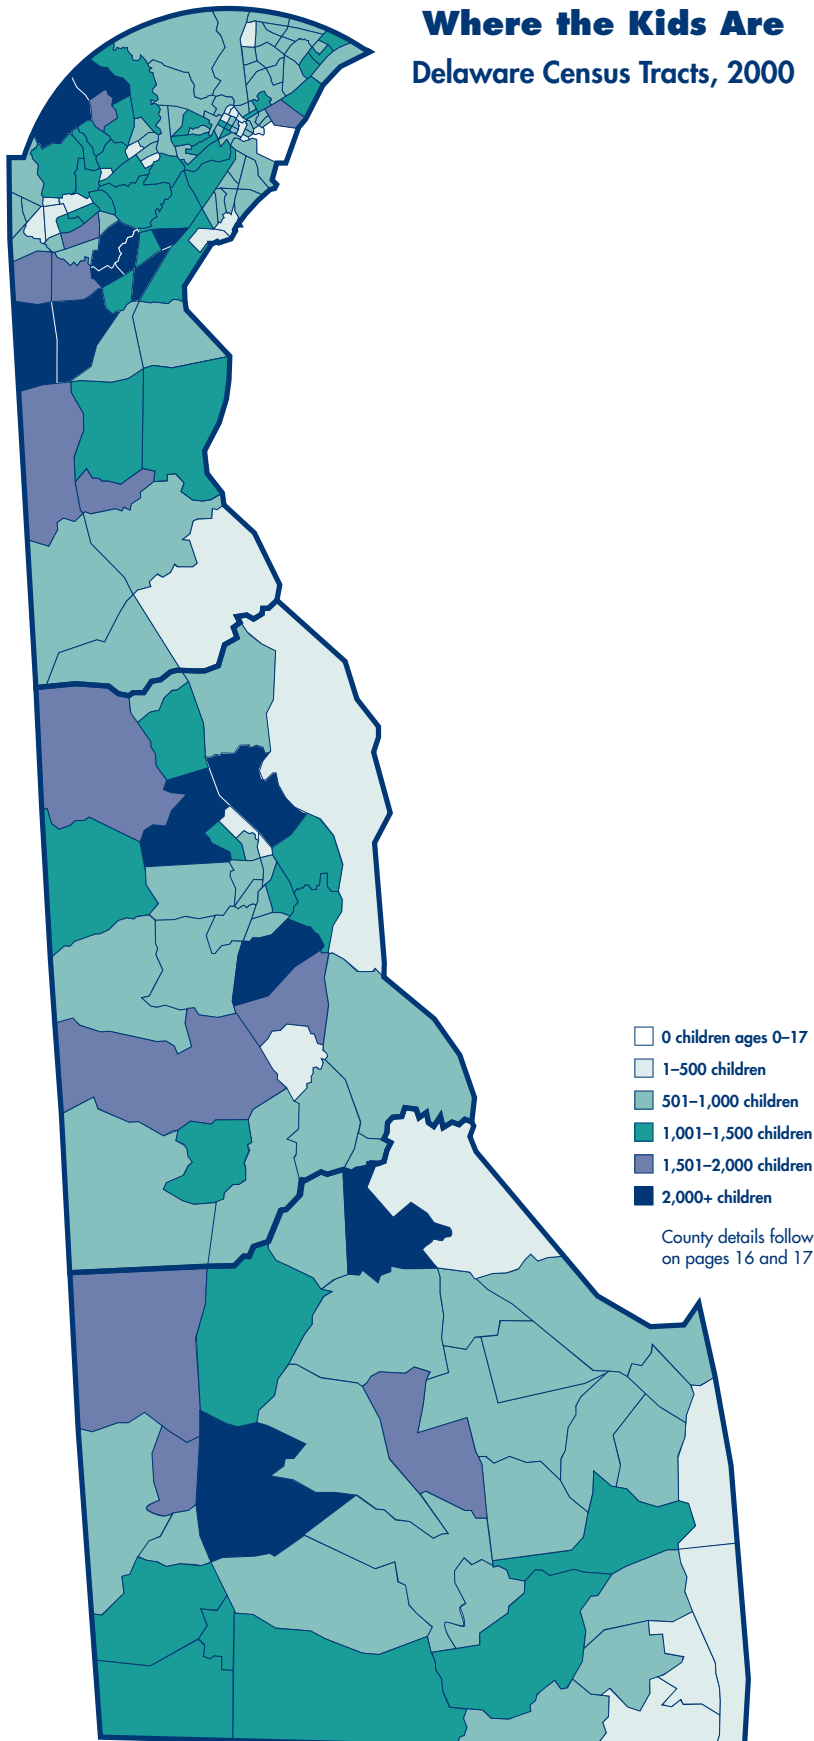 Where the Kids Are
Delaware Census Tracts, 2000
0 children ages 0–17
1–500 children
501–1,000 children
1,001–1,500 children
1,501–2,000 children
2,000+ children
County details follow
on pages 16 and 17